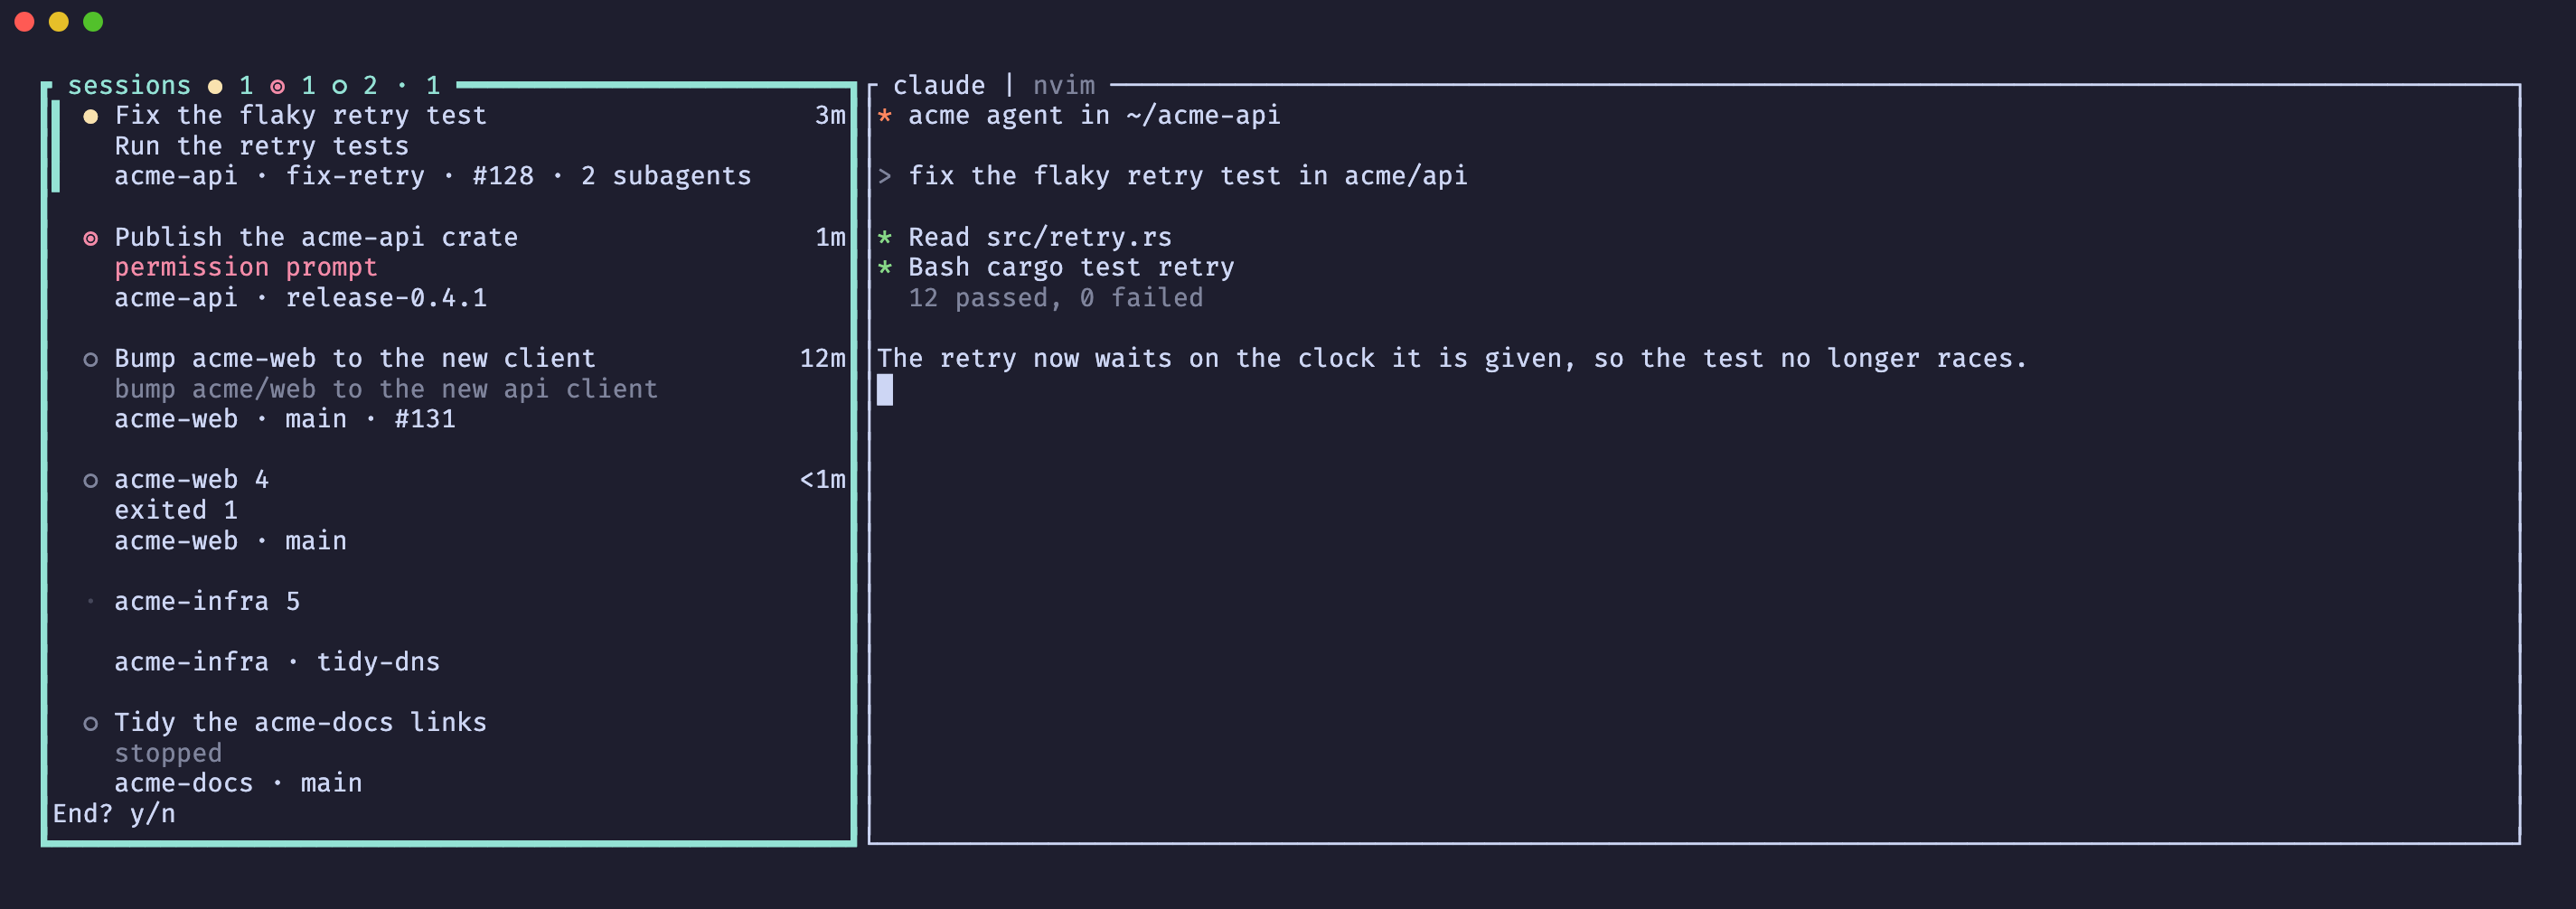 sessions ● 1 ◉ 1 ○ 2 · 1
● Fix the flaky retry test 3m
Run the retry tests
acme-api · fix-retry · #128 · 2 subagents
◉ Publish the acme-api crate 1m
permission prompt
acme-api · release-0.4.1
○ Bump acme-web to the new client 12m
bump acme/web to the new api client
acme-web · main · #131
○ acme-web 4 <1m
exited 1
acme-web · main
· acme-infra 5
acme-infra · tidy-dns
○ Tidy the acme-docs links
stopped
acme-docs · main
End? y/n
claude | nvim
* acme agent in ~/acme-api
> fix the flaky retry test in acme/api
* Read src/retry.rs
* Bash cargo test retry
12 passed, 0 failed
The retry now waits on the clock it is given, so the test no longer races.